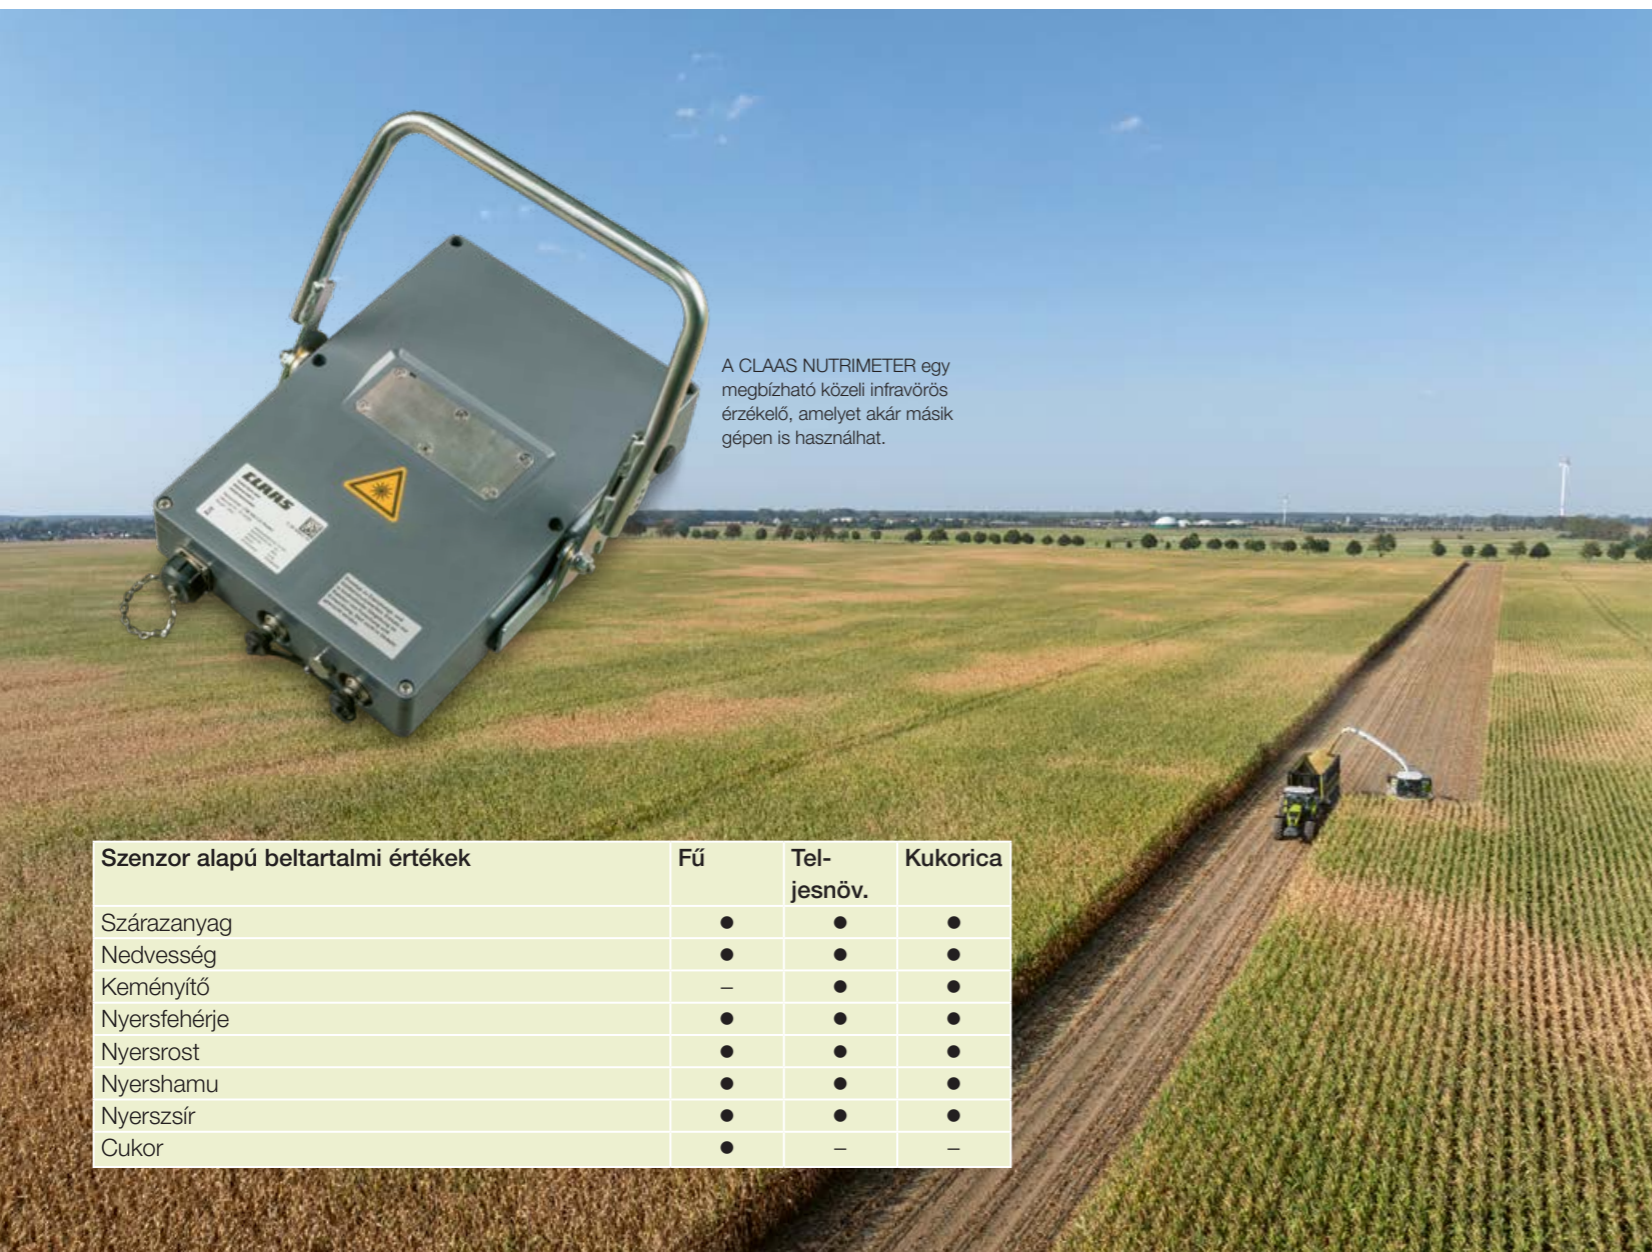 A CLAAS NUTRIMETER egy
megbízható közeli infravörös
érzékelő, amelyet akár másik
gépen is használhat.
CLAAS
Szenzor alapú beltartalmi értékek Fű Tel- Kukorica
jesnöv.
Szárazanyag ● ● ●
Nedvesség ● ● ●
Keményítő – ● ●
Nyersfehérje ● ● ●
Nyersrost ● ● ●
Nyershamu ● ● ●
Nyerszsír ● ● ●
Cukor ● – –